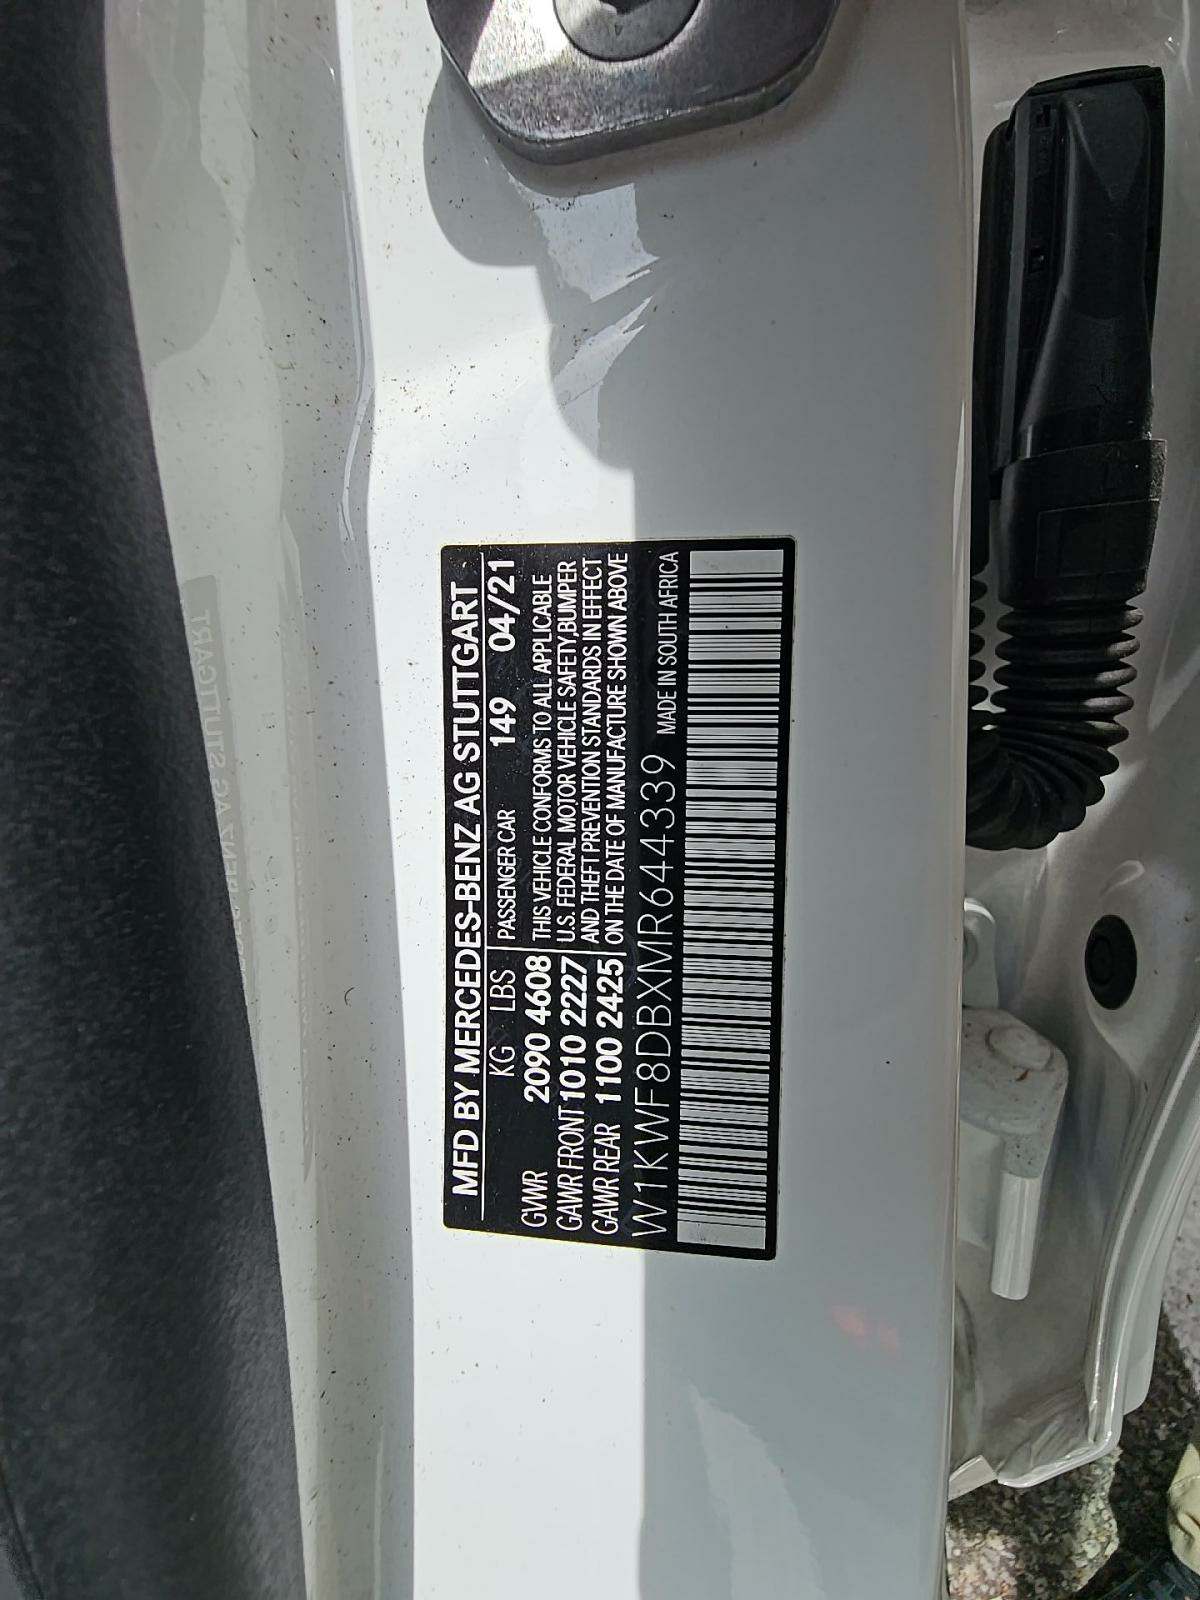 MFD BY MERCEDES-BENZ AG STUTTGART
KG LBS PASSENGER CAR 149 04/21
GVWR 2090 4608 THIS VEHICLE CONFORMS TO ALL APPLICABLE
GAWR FRONT 1010 2227 U.S. FEDERAL MOTOR VEHICLE SAFETY,BUMPER
GAWR REAR 1100 2425 AND THEFT PREVENTION STANDARDS IN EFFECT
ON THE DATE OF MANUFACTURE SHOWN ABOVE
W1KWF8DBXMR644339 MADE IN SOUTH AFRICA